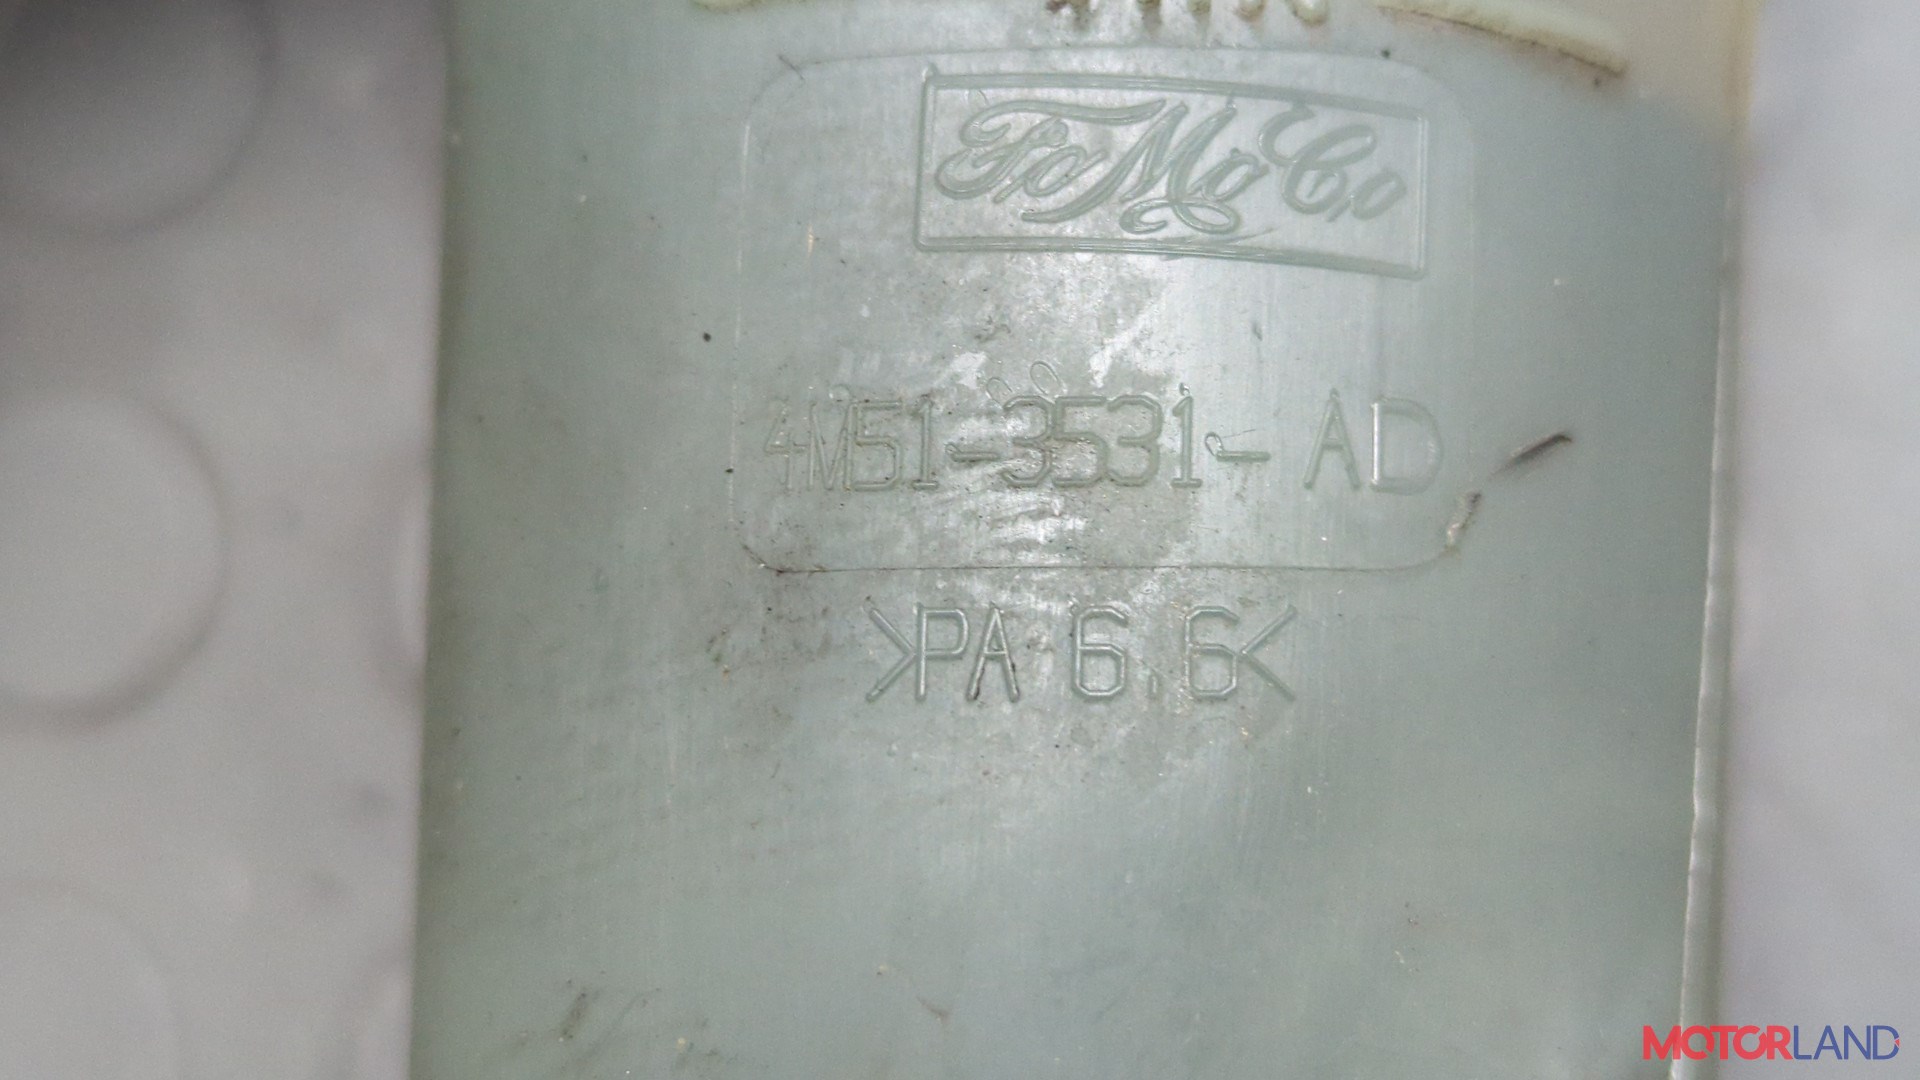 FoMoCo
4M51-3531-AD
>PA 6.6<
MOTORLAND